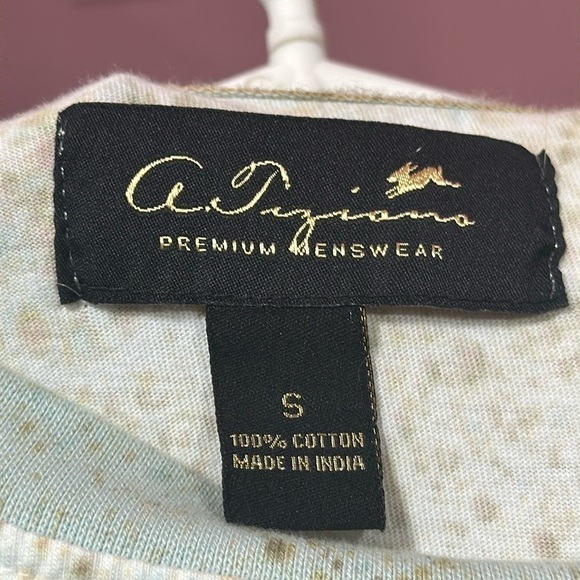 A. Tiziano
PREMIUM MENSWEAR
S
100% COTTON
MADE IN INDIA